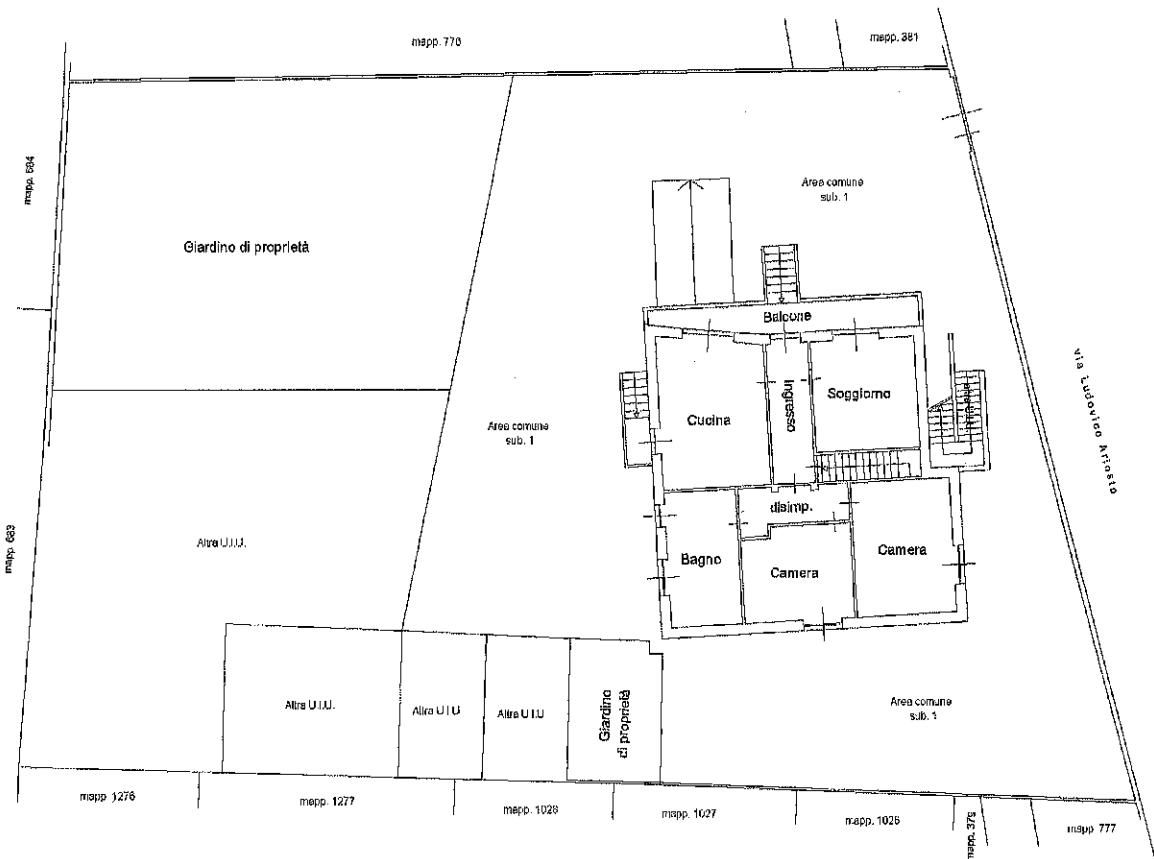 mapp. 770
mapp. 381
mapp. 684
Area comune
sub. 1
Giardino di proprietà
Balcone
Ingresso
Soggiorno
Cucina
via Ludovico Ariosto
Area comune
sub. 1
disimp.
Altra U.I.U.
mapp. 683
Bagno
Camera
Camera
Altra U.I.U.
Altra U.I.U
Altra U.I.U
Giardino
di proprietà
Area comune
sub. 1
mapp. 1276
mapp. 1277
mapp. 1028
mapp. 1027
mapp. 1026
mapp. 379
mapp 777